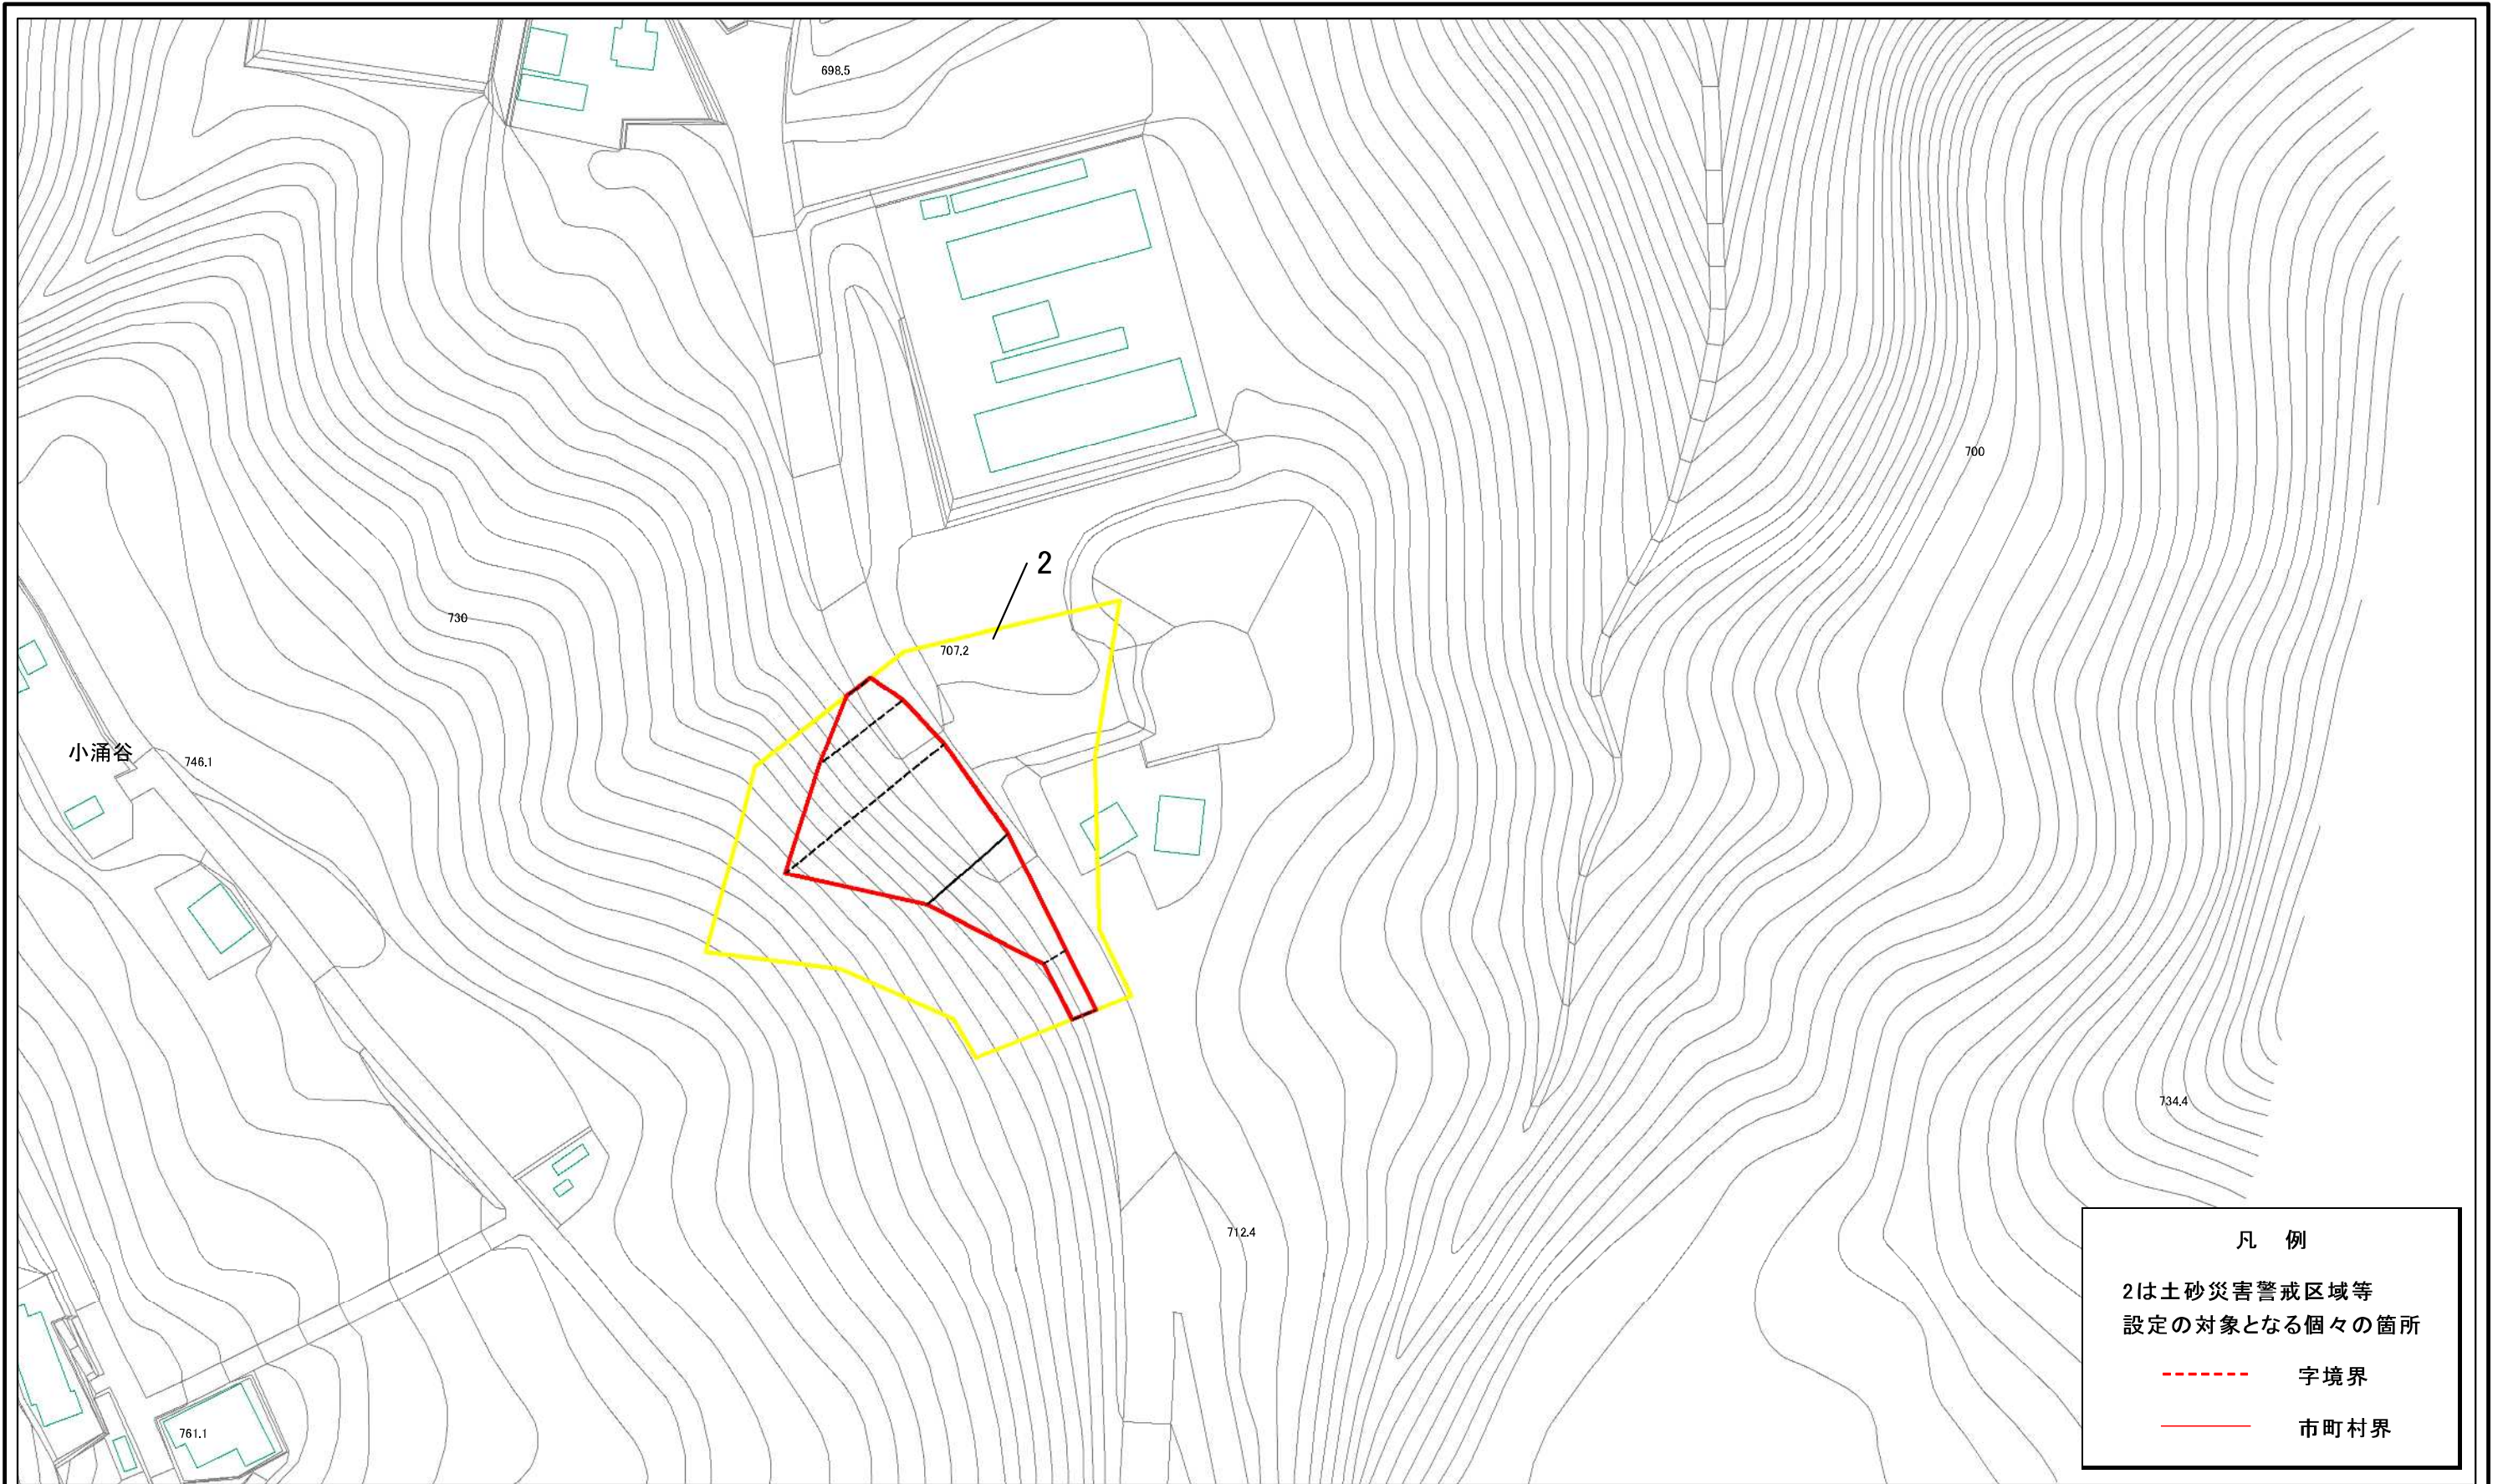 698.5
700
2
730
707.2
小涌谷
746.1
734.4
712.4
761.1
凡 例
2は土砂災害警戒区域等
設定の対象となる個々の箇所
字境界
市町村界